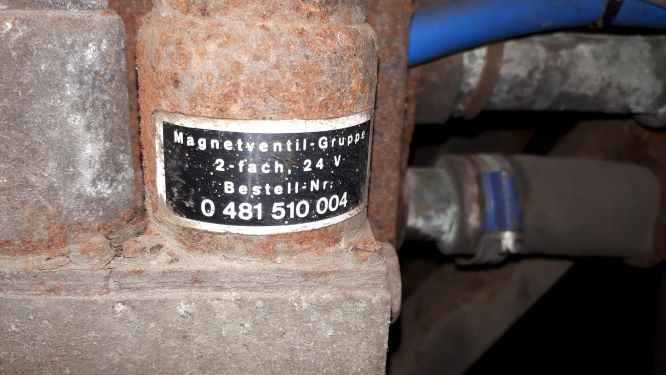 Magnetventil-Gruppe
2-fach, 24 V
Bestell-Nr.
0 481 510 004